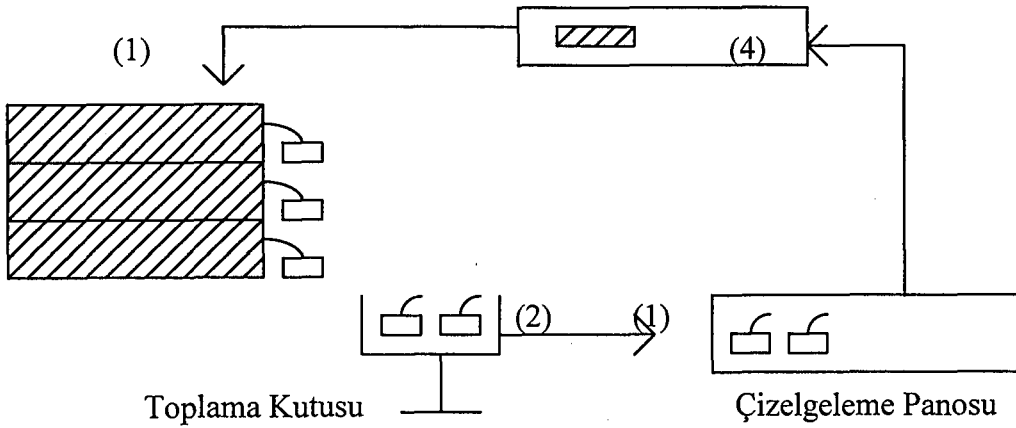 (1)
(4)
(2)
(1)
Toplama Kutusu
Çizelgeleme Panosu